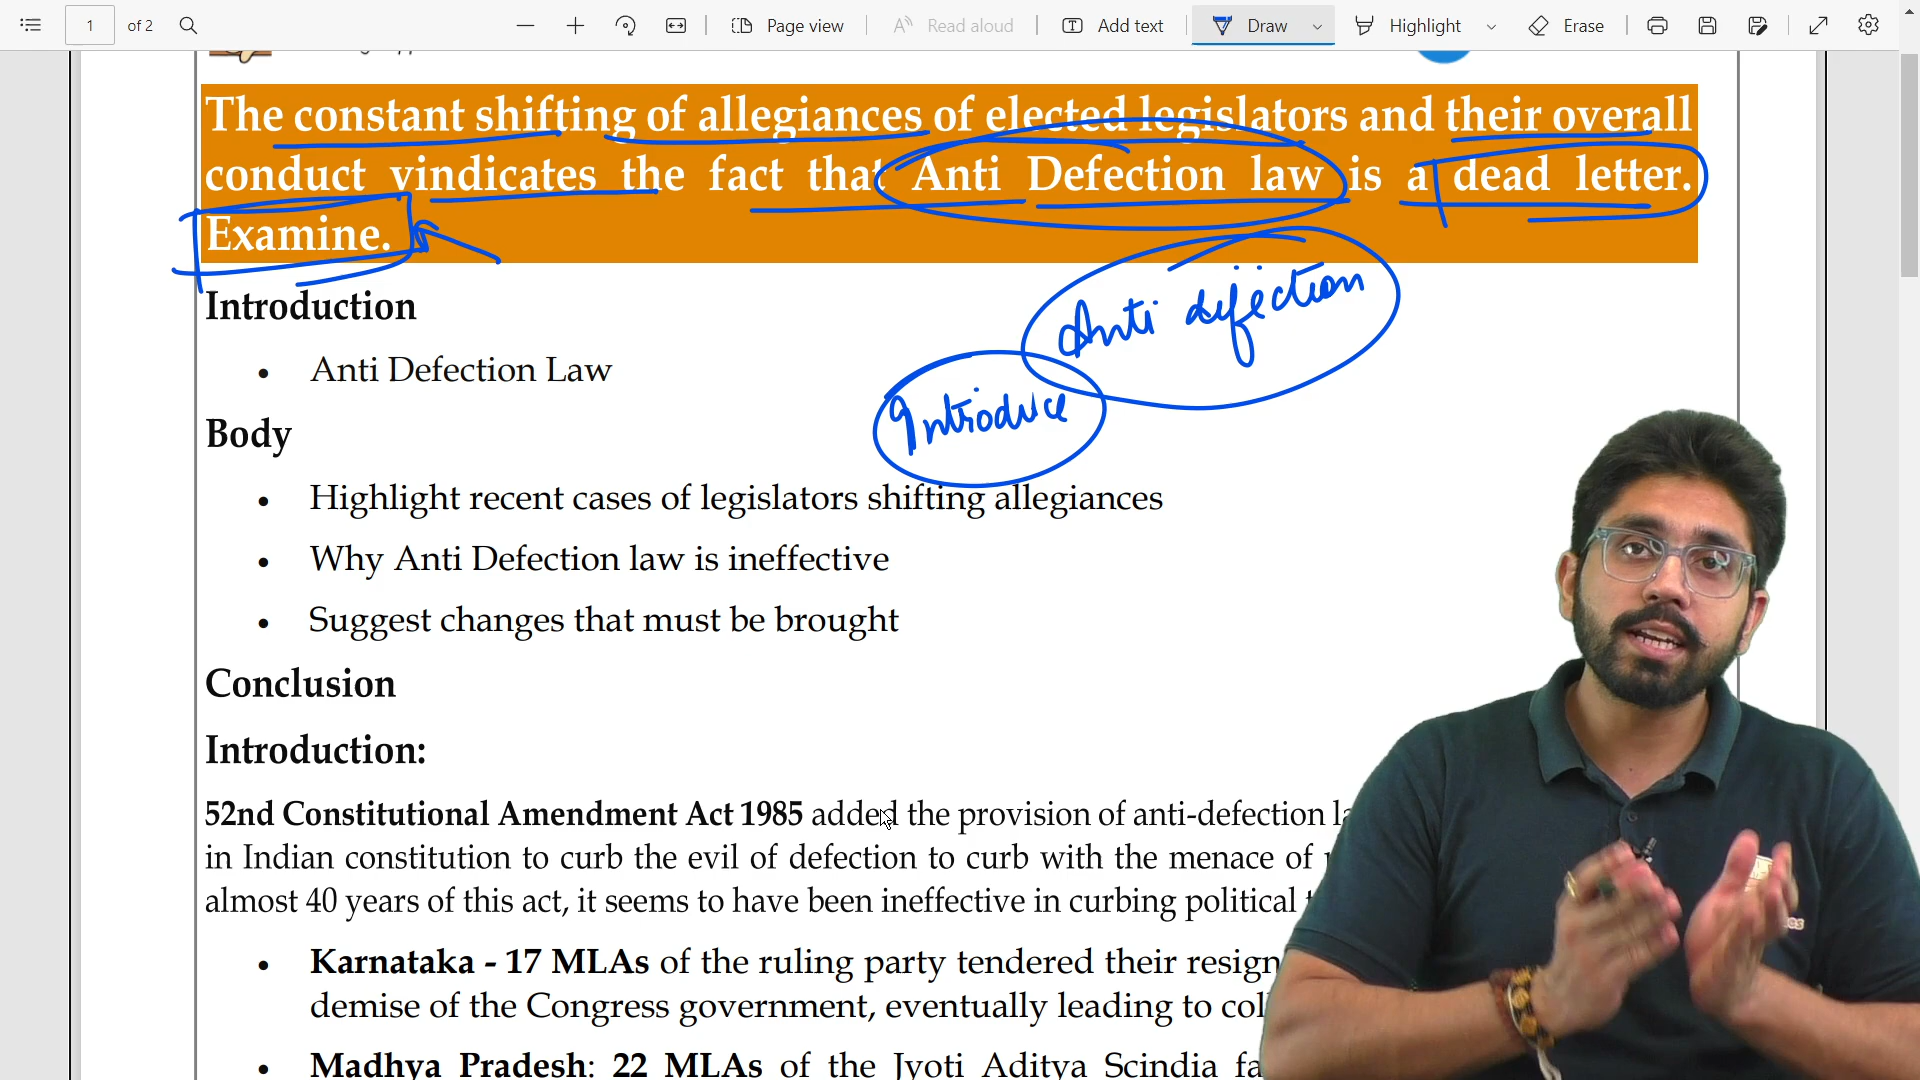 1 of 2 Page view Read aloud Add text Draw Highlight Erase
The constant shifting of allegiances of elected legislators and their overall
conduct vindicates the fact that Anti Defection law is a dead letter.
Examine.
Introduction
Anti defection
• Anti Defection Law
Introduce
Body
• Highlight recent cases of legislators shifting allegiances
• Why Anti Defection law is ineffective
• Suggest changes that must be brought
Conclusion
Introduction:
52nd Constitutional Amendment Act 1985 added the provision of anti-defection
in Indian constitution to curb the evil of defection to curb with the menace of
almost 40 years of this act, it seems to have been ineffective in curbing political
• Karnataka - 17 MLAs of the ruling party tendered their
demise of the Congress government, eventually leading to
• Madhya Pradesh: 22 MLAs of the Jyoti Aditya Scindia